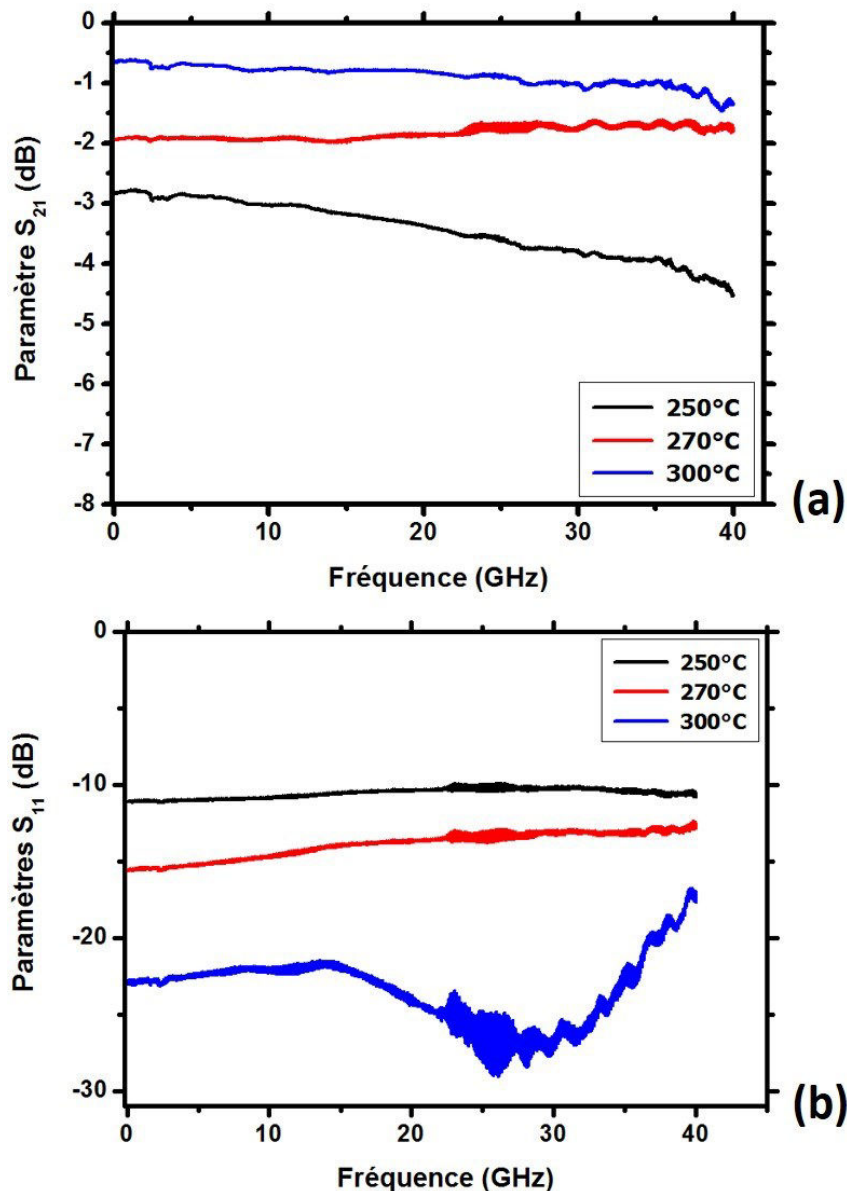 Paramètre S21 (dB)
0
-1
-2
-3
-4
-5
-6
-7
-8
250°C
270°C
300°C
0
10
20
30
40
Fréquence (GHz)
(a)
Paramètres S11 (dB)
0
-10
-20
-30
250°C
270°C
300°C
0
10
20
30
40
Fréquence (GHz)
(b)